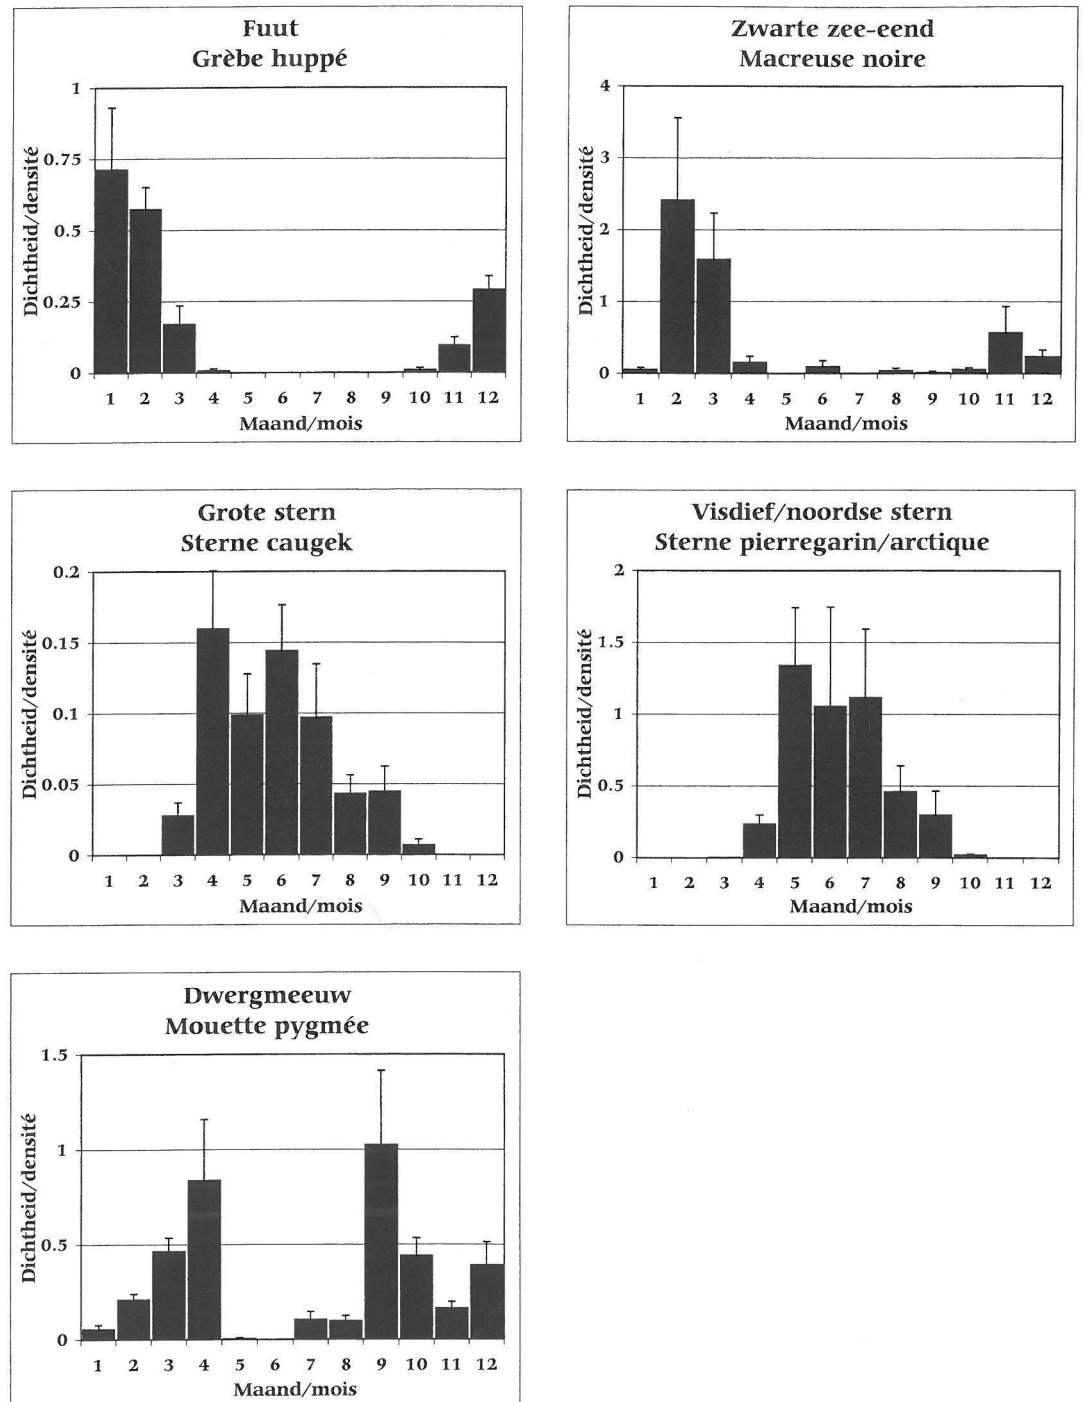 Fuut
Grèbe huppé
1
0.75
0.5
0.25
0
Dichtheid/densité
1 2 3 4 5 6 7 8 9 10 11 12
Maand/mois
Zwarte zee-eend
Macreuse noire
4
3
2
1
0
Dichtheid/densité
1 2 3 4 5 6 7 8 9 10 11 12
Maand/mois
Grote stern
Sterne caugek
0.2
0.15
0.1
0.05
0
Dichtheid/densité
1 2 3 4 5 6 7 8 9 10 11 12
Maand/mois
Visdief/noordse stern
Sterne pierregarin/arctique
2
1.5
1
0.5
0
Dichtheid/densité
1 2 3 4 5 6 7 8 9 10 11 12
Maand/mois
Dwergmeeuw
Mouette pygmée
1.5
1
0.5
0
Dichtheid/densité
1 2 3 4 5 6 7 8 9 10 11 12
Maand/mois